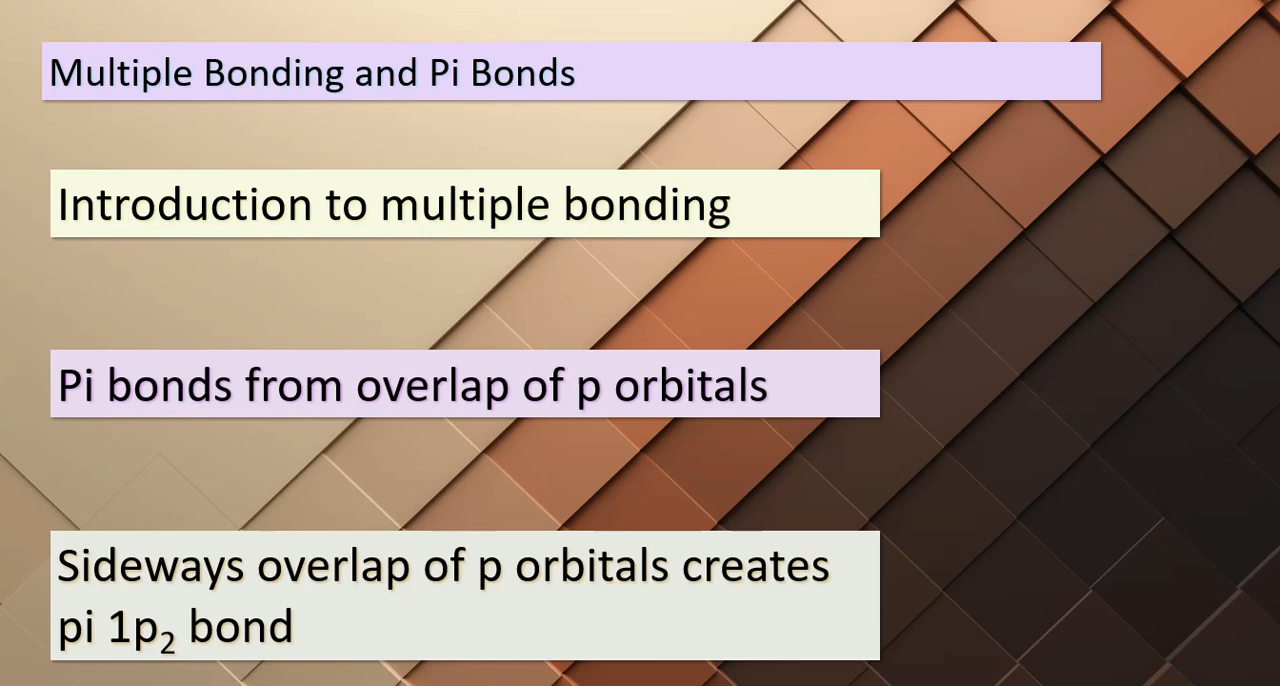 Multiple Bonding and Pi Bonds
Introduction to multiple bonding
Pi bonds from overlap of p orbitals
Sideways overlap of p orbitals creates
pi 1p₂ bond